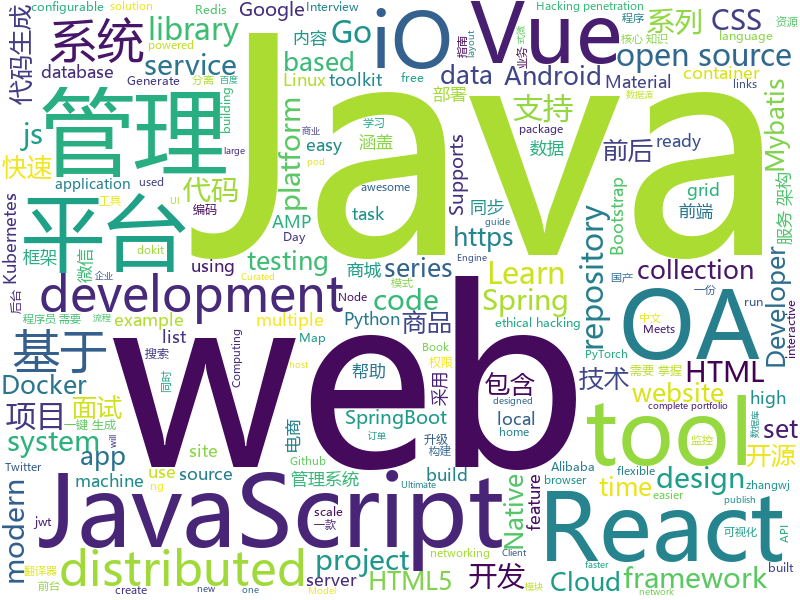 configurable solution Redis Interview
Google Go iO Vue Hacking penetration 系列 CSS 程序 资源
代码生成 系统 library 内容 核心 知识
powered 分离 百度 based 指南 业务 式微 open source language
database service Linux toolkit data Android Material layout
Generate free 部署 container links
js 管理 building platform Java 支持 数据流 Mybatis
学习 商业 涵盖 package 数据 前后 ready
快速 application large used easy pod Supports
代码 awesome grid 服务 架构
Kubernetes 平台 工具 UI AMP task 同步 前端 Bootstrap
编码 guide https repository
框架 微信 using dokit Day testing 商城 series Engine 国产 collection
后台 企业 Curated 模式 Learn 一份
development Node code Spring OA Developer
程序员 需要 流程 example multiple Python 商品 ethical hacking 中文 Meets run interactive
基于 list Map Book PyTorch
搜索 web 帮助 权限 技术 HTML
Docker 同时 Computing 采用 包含 需要 掌握 website high
项目 面试 host SpringBoot designed tool complete portfolio set
一键 生成 电商 订单 local home 监控 数据库 开源
system app site Github 升级 构建
Twitter machine 管理系统 build Alibaba flexible time
use source browser design zhangwj
modern jwt ng JavaScript scale 一款 Ultimate feature Native React easier publish 可视化 API
翻译器 will
distributed project networking Client 开发 Cloud framework
前台 create new one server Model HTML5 模块 faster network built